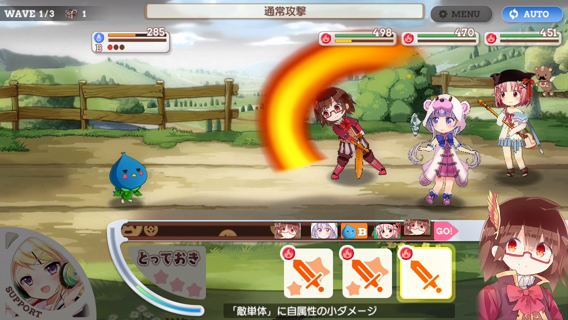 WAVE 1/3 1
通常攻撃
MENU
AUTO
285
B
498
470
451
B
GO!
とっておき
SUPPORT
「敵単体」に自属性の小ダメージ